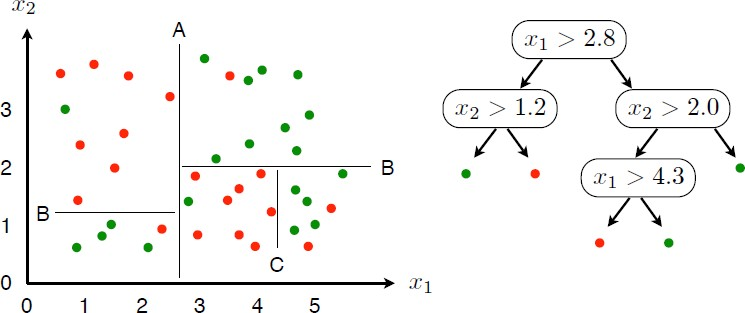 x₂
A
x₁ > 2.8
x₂ > 1.2
x₂ > 2.0
3
2
B
x₁ > 4.3
B
1
C
0
x₁
0
1
2
3
4
5